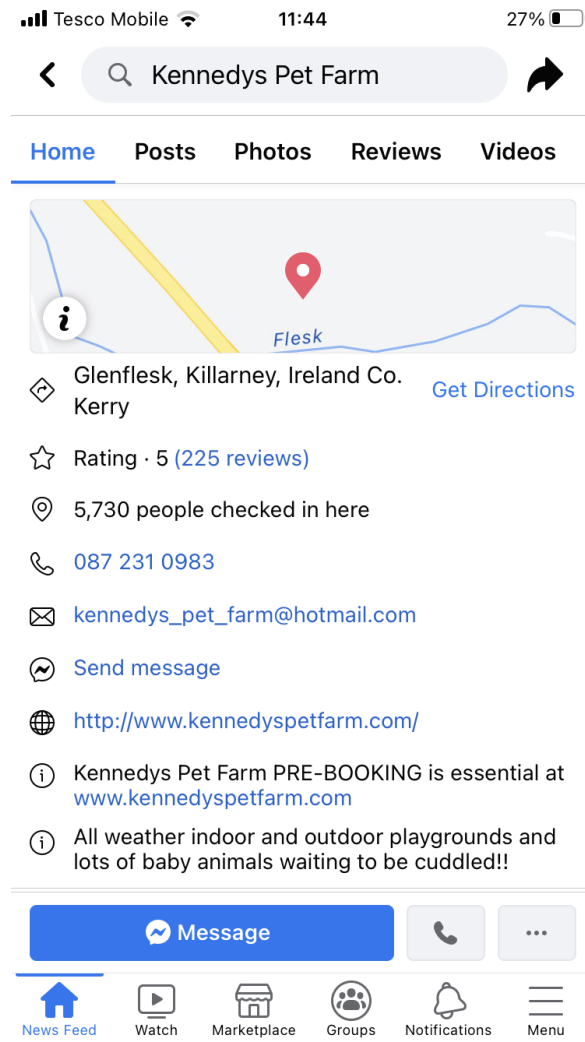 Tesco Mobile 11:44 27%
Kennedys Pet Farm
Home Posts Photos Reviews Videos
i
Flesk
Glenflesk, Killarney, Ireland Co.
Kerry
Get Directions
Rating · 5 (225 reviews)
5,730 people checked in here
087 231 0983
kennedys_pet_farm@hotmail.com
Send message
http://www.kennedyspetfarm.com/
Kennedys Pet Farm PRE-BOOKING is essential at
www.kennedyspetfarm.com
All weather indoor and outdoor playgrounds and
lots of baby animals waiting to be cuddled!!
Message
News Feed Watch Marketplace Groups Notifications Menu